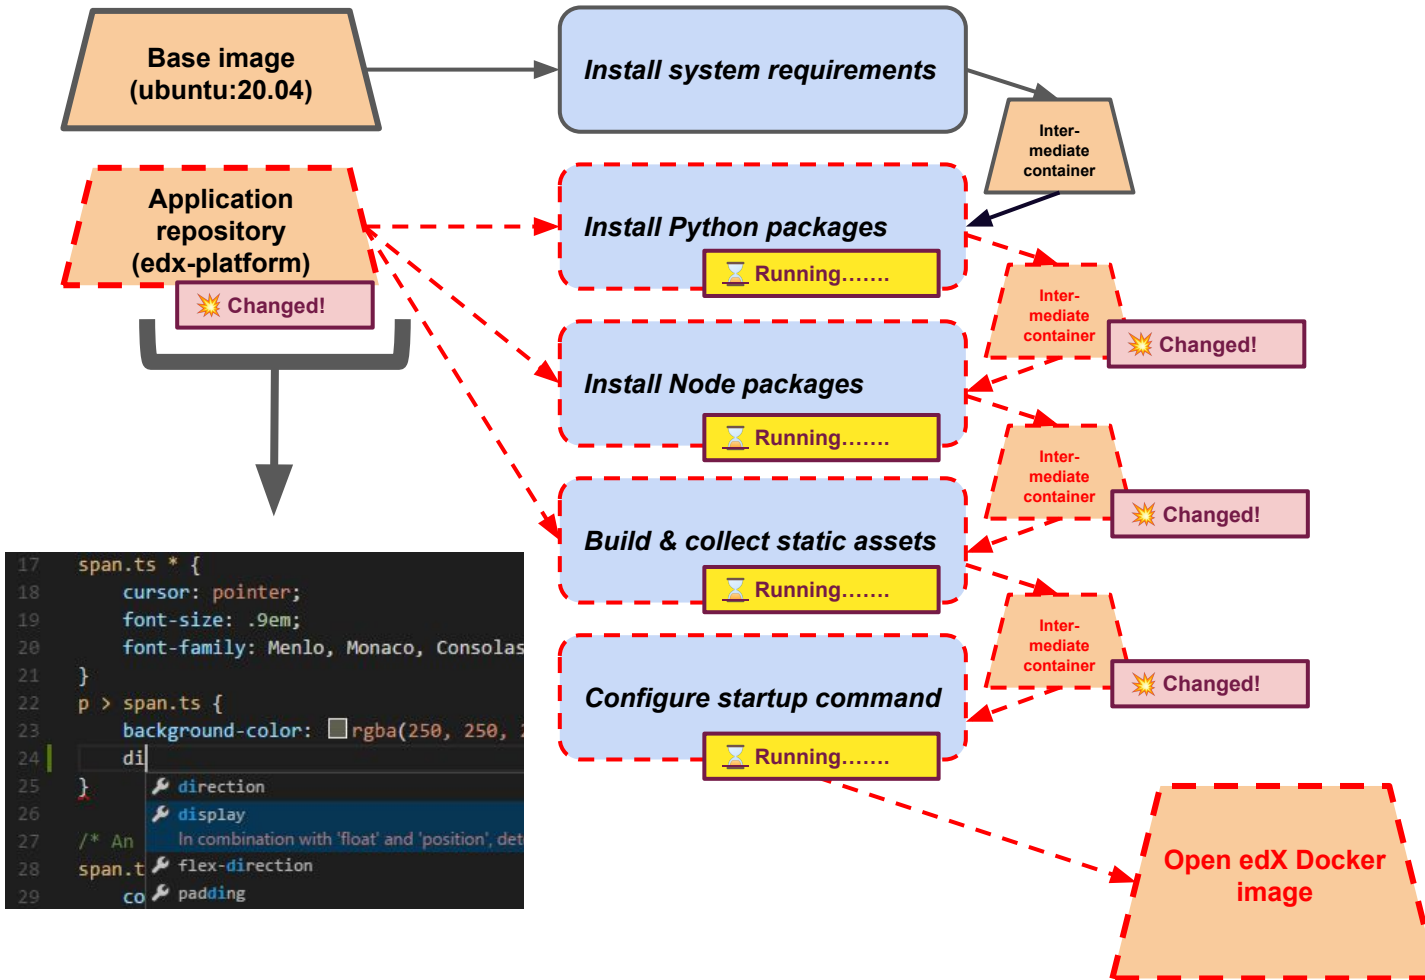 Base image
(ubuntu:20.04)
Install system requirements
Inter-
mediate
container
Application
repository
(edx-platform)
💥 Changed!
Install Python packages
⏳ Running…….
Inter-
mediate
container
💥 Changed!
Install Node packages
⏳ Running…….
Inter-
mediate
container
💥 Changed!
Build & collect static assets
⏳ Running…….
Inter-
mediate
container
💥 Changed!
Configure startup command
⏳ Running…….
Open edX Docker
image
17 span.ts * {
18 cursor: pointer;
19 font-size: .9em;
20 font-family: Menlo, Monaco, Consolas
21 }
22 p > span.ts {
23 background-color: rgba(250, 250, 2
24 di
25 }
direction
26
display
27 /* An
In combination with 'float' and 'position', det
28 span.t
flex-direction
29 co
padding